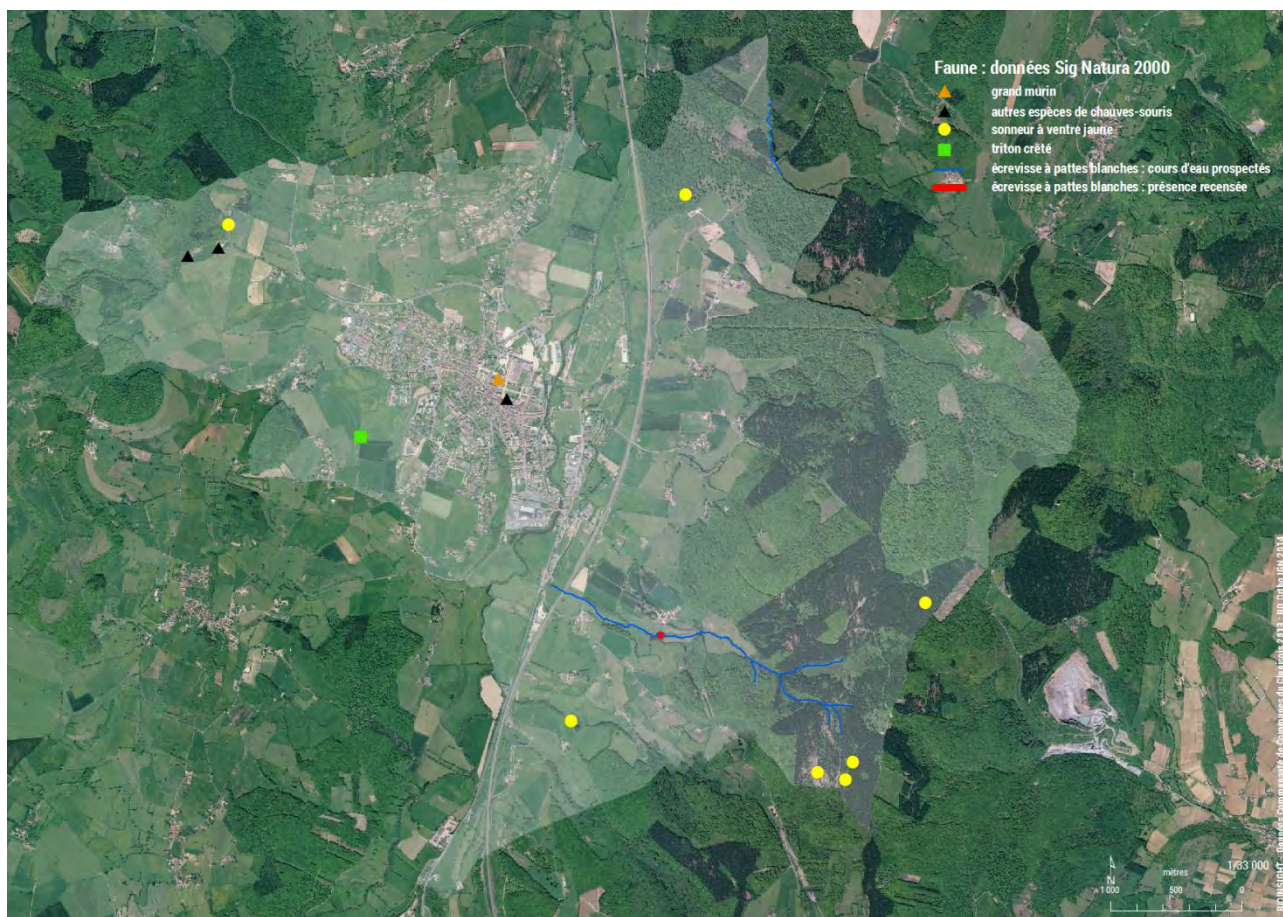 Faune : données Sig Natura 2000
grand murin
autres espèces de chauves-souris
sonneur à ventre jaune
triton crêté
écrevisse à pattes blanches : cours d'eau prospectés
écrevisse à pattes blanches : présence recensée
1/33 000
mètres
N
1 000 500 0